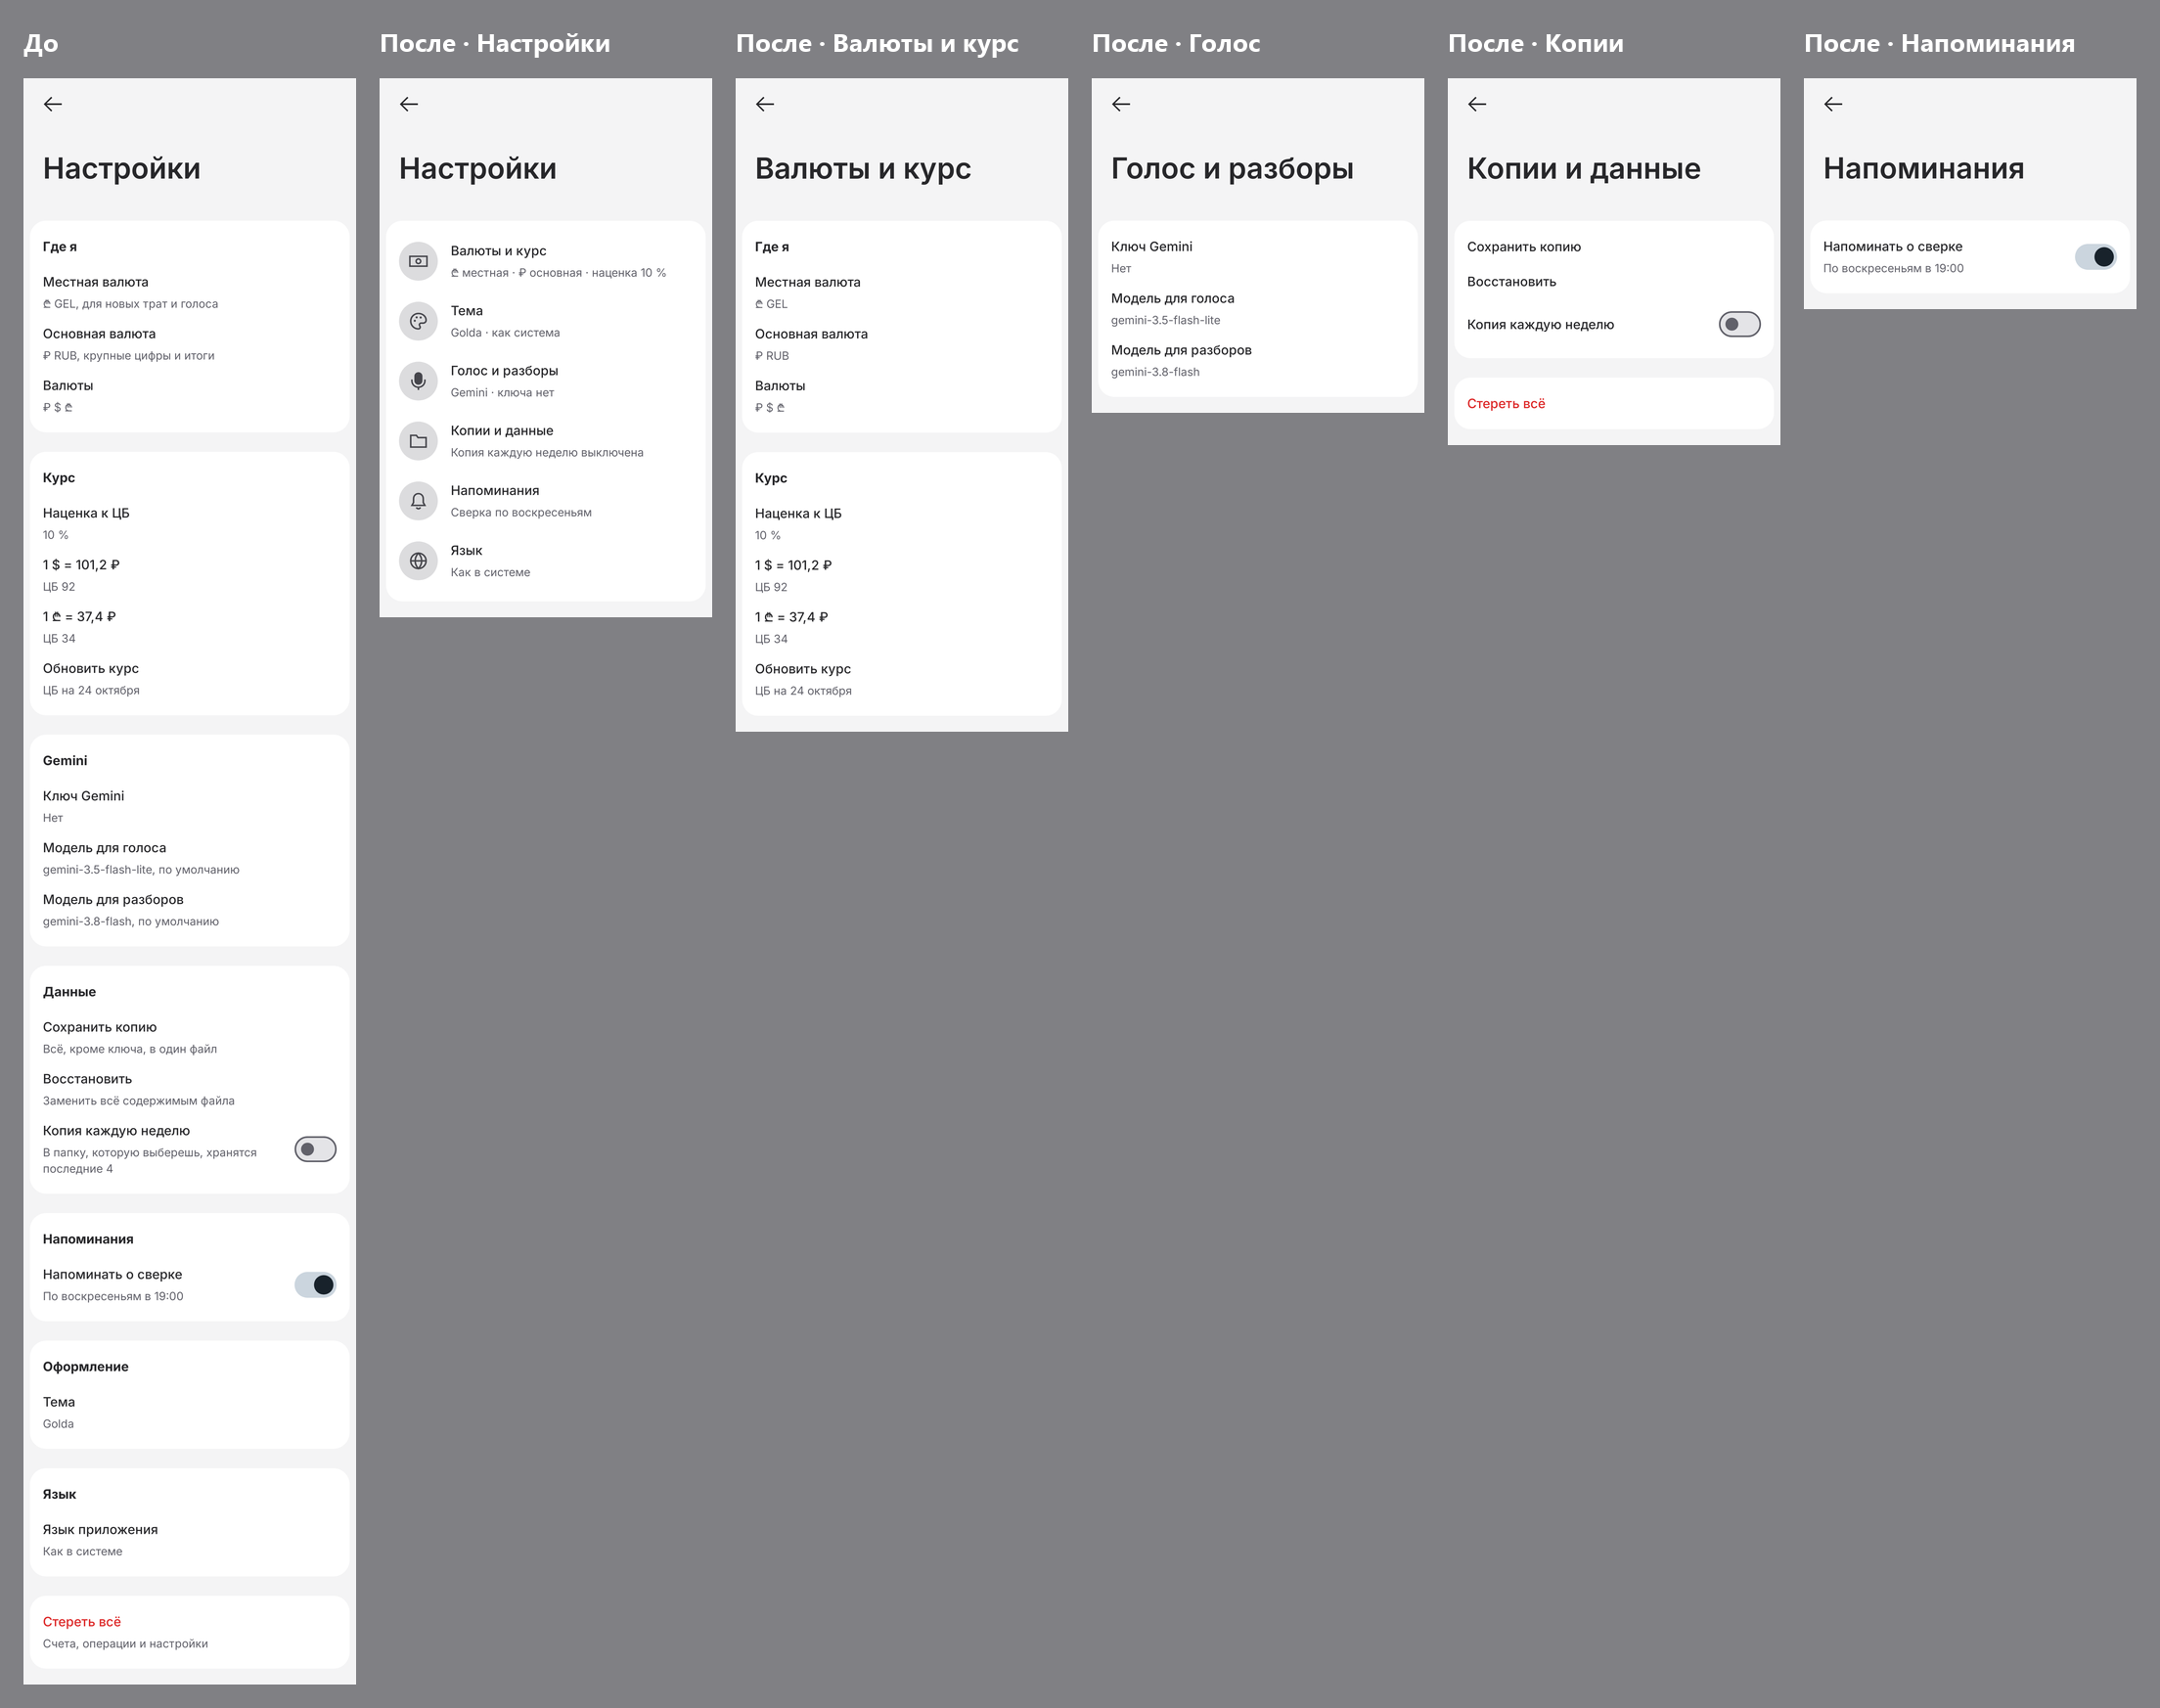 До
Настройки
Где я
Местная валюта
₾ GEL, для новых трат и голоса
Основная валюта
₽ RUB, крупные цифры и итоги
Валюты
₽ $ ₾
Курс
Наценка к ЦБ
10 %
1 $ = 101,2 ₽
ЦБ 92
1 ₾ = 37,4 ₽
ЦБ 34
Обновить курс
ЦБ на 24 октября
Gemini
Ключ Gemini
Нет
Модель для голоса
gemini-3.5-flash-lite, по умолчанию
Модель для разборов
gemini-3.8-flash, по умолчанию
Данные
Сохранить копию
Всё, кроме ключа, в один файл
Восстановить
Заменить всё содержимым файла
Копия каждую неделю
В папку, которую выберешь, хранятся
последние 4
Напоминания
Напоминать о сверке
По воскресеньям в 19:00
Оформление
Тема
Golda
Язык
Язык приложения
Как в системе
Стереть всё
Счета, операции и настройки
После · Настройки
Настройки
Валюты и курс
₾ местная · ₽ основная · наценка 10 %
Тема
Golda · как система
Голос и разборы
Gemini · ключа нет
Копии и данные
Копия каждую неделю выключена
Напоминания
Сверка по воскресеньям
Язык
Как в системе
После · Валюты и курс
Валюты и курс
Где я
Местная валюта
₾ GEL
Основная валюта
₽ RUB
Валюты
₽ $ ₾
Курс
Наценка к ЦБ
10 %
1 $ = 101,2 ₽
ЦБ 92
1 ₾ = 37,4 ₽
ЦБ 34
Обновить курс
ЦБ на 24 октября
После · Голос
Голос и разборы
Ключ Gemini
Нет
Модель для голоса
gemini-3.5-flash-lite
Модель для разборов
gemini-3.8-flash
После · Копии
Копии и данные
Сохранить копию
Восстановить
Копия каждую неделю
Стереть всё
После · Напоминания
Напоминания
Напоминать о сверке
По воскресеньям в 19:00